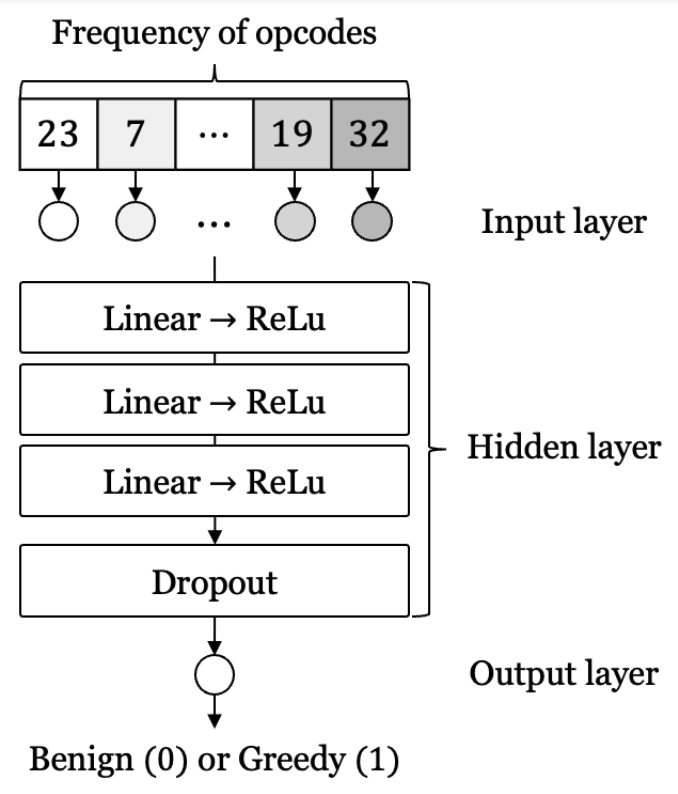 Frequency of opcodes
23 7 ... 19 32
... Input layer
Linear → ReLu
Linear → ReLu
Hidden layer
Linear → ReLu
Dropout
Output layer
Benign (0) or Greedy (1)